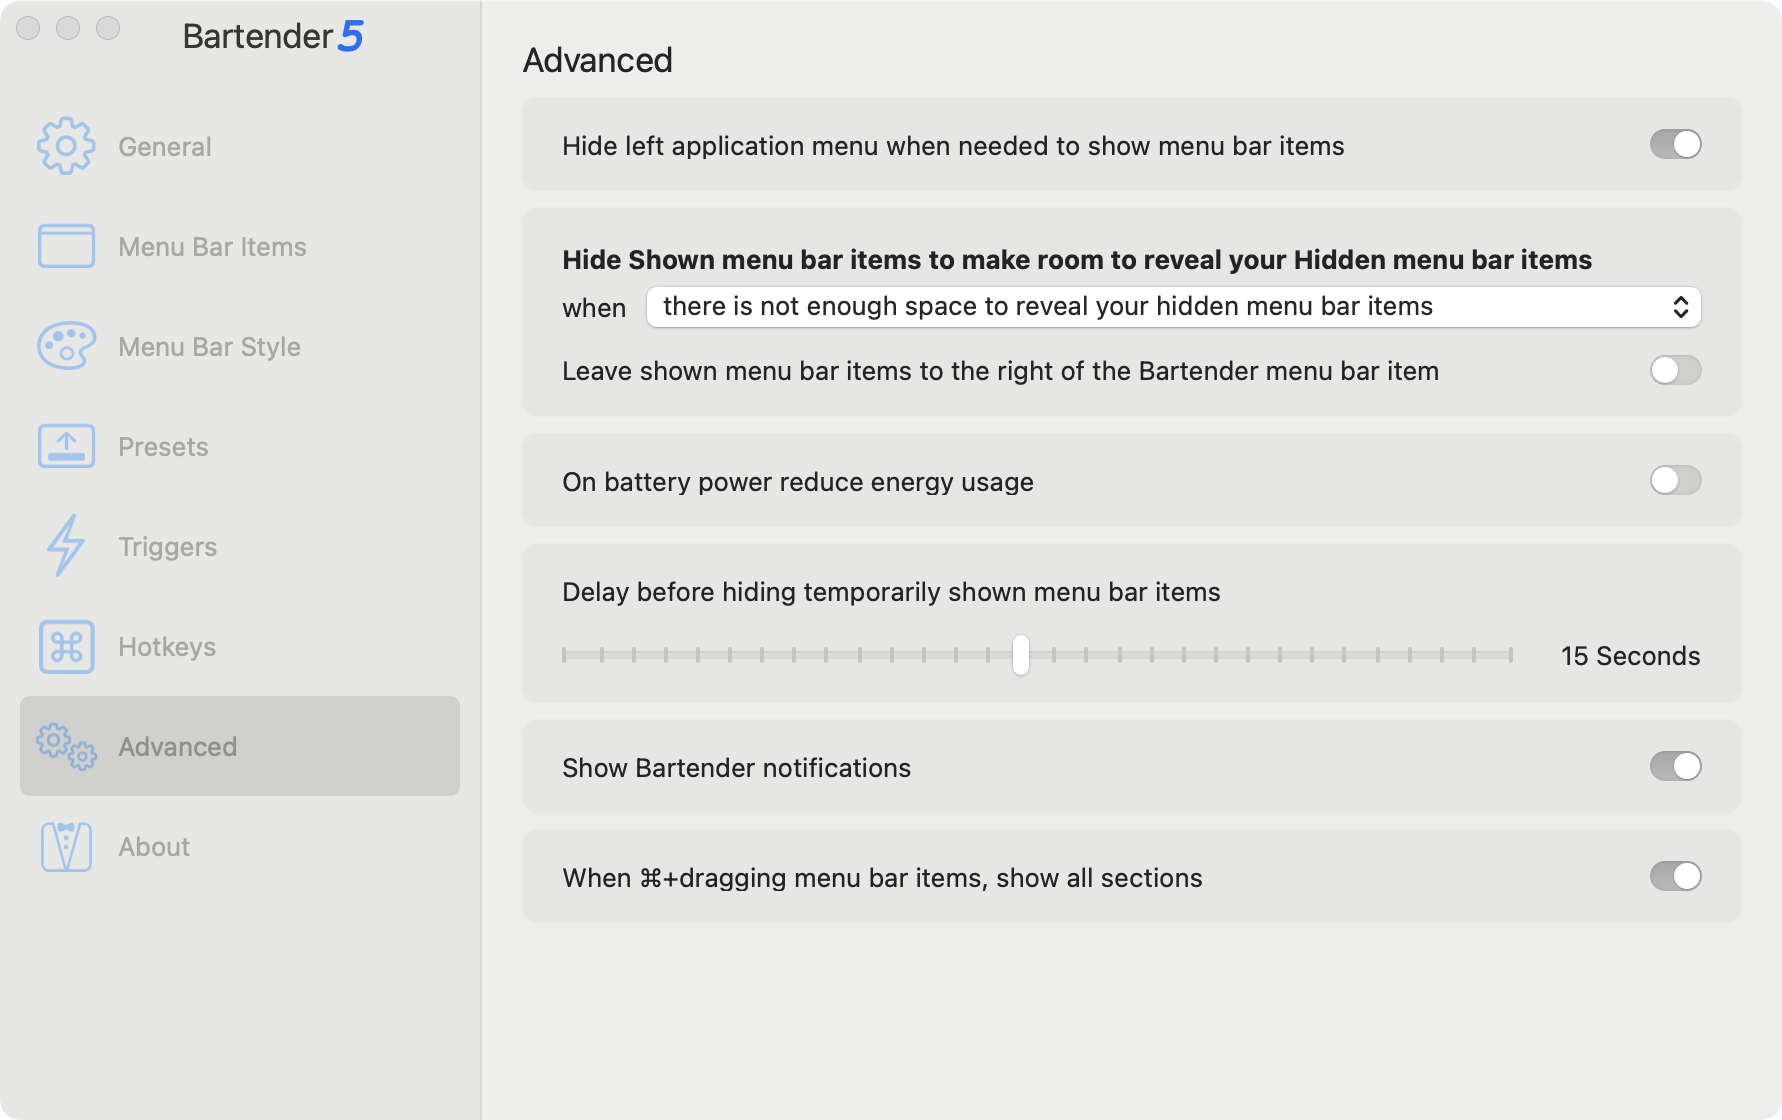 Bartender 5
General
Menu Bar Items
Menu Bar Style
Presets
Triggers
Hotkeys
Advanced
About
Advanced
Hide left application menu when needed to show menu bar items
Hide Shown menu bar items to make room to reveal your Hidden menu bar items
when there is not enough space to reveal your hidden menu bar items
Leave shown menu bar items to the right of the Bartender menu bar item
On battery power reduce energy usage
Delay before hiding temporarily shown menu bar items
15 Seconds
Show Bartender notifications
When ⌘+dragging menu bar items, show all sections